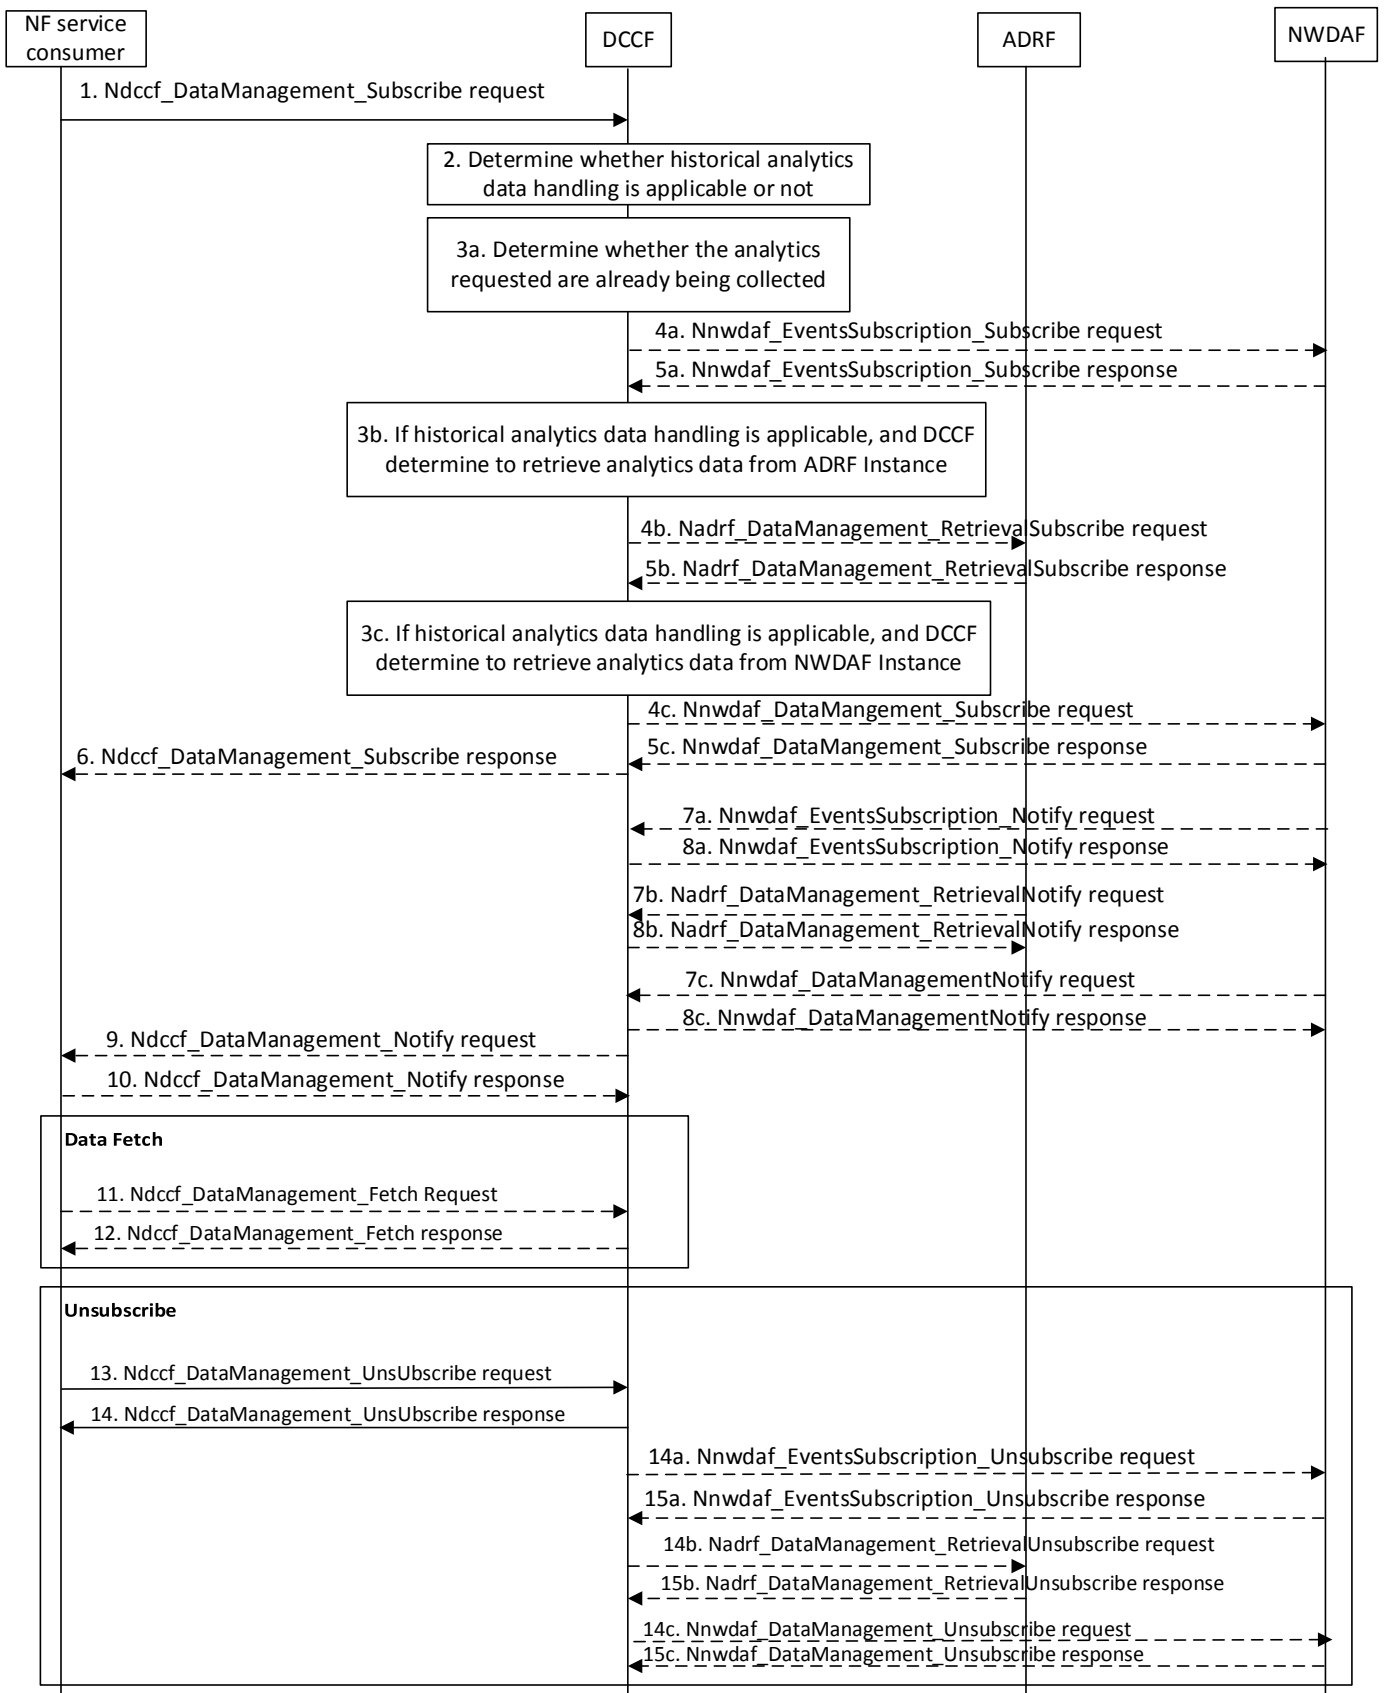 NF service
consumer
DCCF
ADRF
NWDAF
1. Ndccf_DataManagement_Subscribe request
2. Determine whether historical analytics
data handling is applicable or not
3a. Determine whether the analytics
requested are already being collected
4a. Nnwdaf_EventsSubscription_Subscribe request
5a. Nnwdaf_EventsSubscription_Subscribe response
3b. If historical analytics data handling is applicable, and DCCF
determine to retrieve analytics data from ADRF Instance
4b. Nadrf_DataManagement_RetrievalSubscribe request
5b. Nadrf_DataManagement_RetrievalSubscribe response
3c. If historical analytics data handling is applicable, and DCCF
determine to retrieve analytics data from NWDAF Instance
4c. Nnwdaf_DataMangement_Subscribe request
5c. Nnwdaf_DataMangement_Subscribe response
6. Ndccf_DataManagement_Subscribe response
7a. Nnwdaf_EventsSubscription_Notify request
8a. Nnwdaf_EventsSubscription_Notify response
7b. Nadrf_DataManagement_RetrievalNotify request
8b. Nadrf_DataManagement_RetrievalNotify response
7c. Nnwdaf_DataManagementNotify request
8c. Nnwdaf_DataManagementNotify response
9. Ndccf_DataManagement_Notify request
10. Ndccf_DataManagement_Notify response
Data Fetch
11. Ndccf_DataManagement_Fetch Request
12. Ndccf_DataManagement_Fetch response
Unsubscribe
13. Ndccf_DataManagement_UnsUbscribe request
14. Ndccf_DataManagement_UnsUbscribe response
14a. Nnwdaf_EventsSubscription_Unsubscribe request
15a. Nnwdaf_EventsSubscription_Unsubscribe response
14b. Nadrf_DataManagement_RetrievalUnsubscribe request
15b. Nadrf_DataManagement_RetrievalUnsubscribe response
14c. Nnwdaf_DataManagement_Unsubscribe request
15c. Nnwdaf_DataManagement_Unsubscribe response